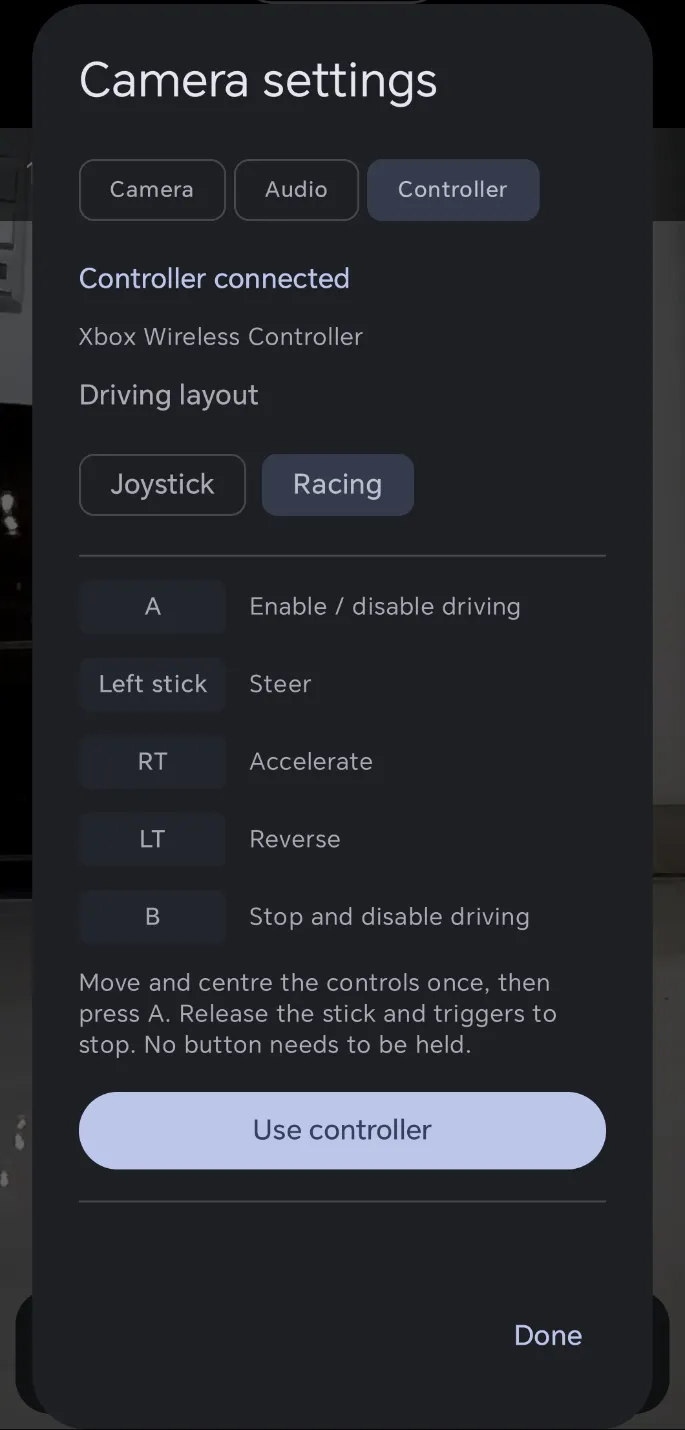 Camera settings
Camera
Audio
Controller
Controller connected
Xbox Wireless Controller
Driving layout
Joystick
Racing
A
Enable / disable driving
Left stick
Steer
RT
Accelerate
LT
Reverse
B
Stop and disable driving
Move and centre the controls once, then
press A. Release the stick and triggers to
stop. No button needs to be held.
Use controller
Done